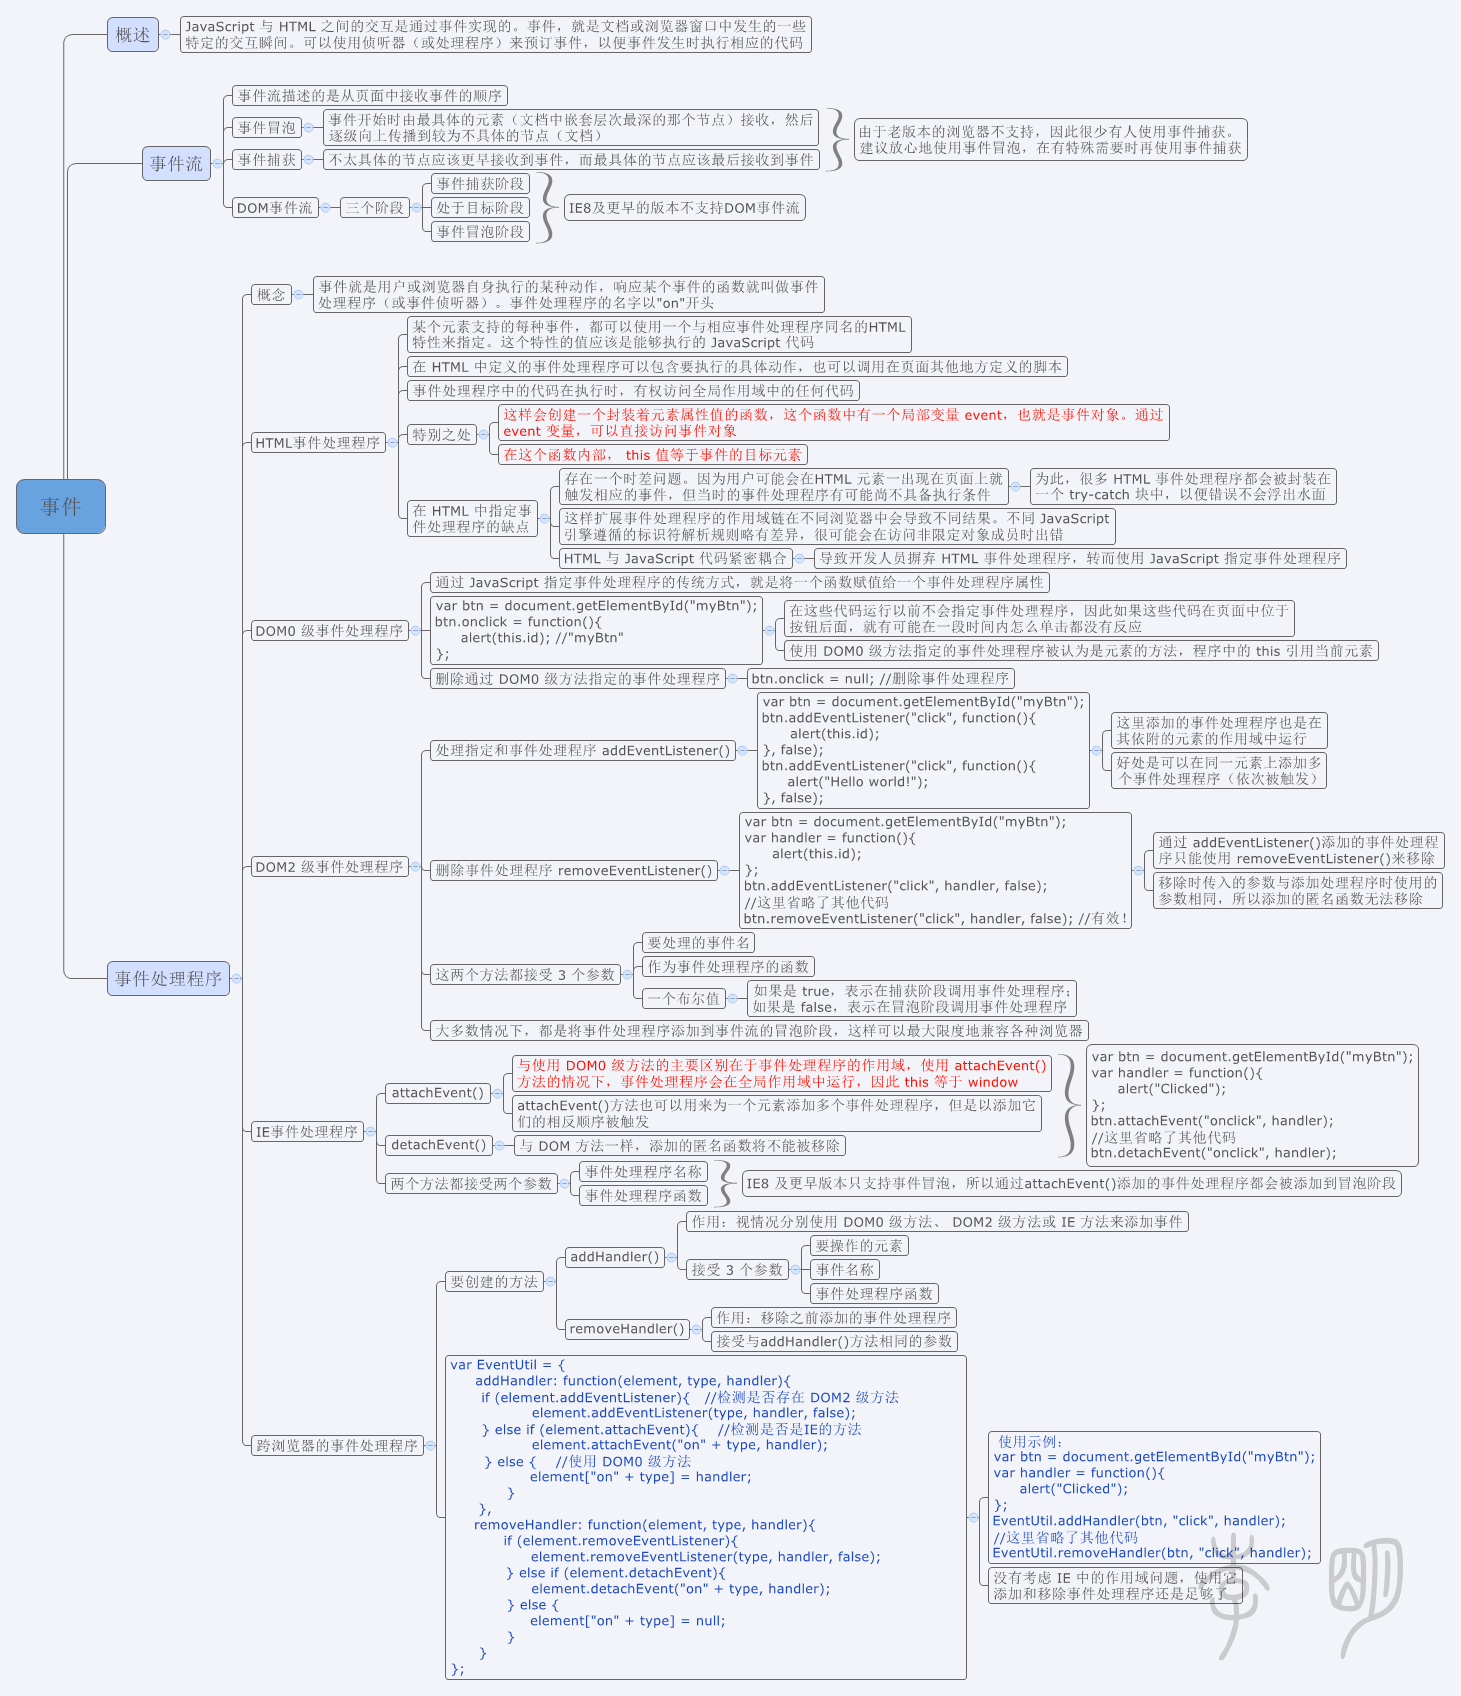 事件
概述
JavaScript 与 HTML 之间的交互是通过事件实现的。事件，就是文档或浏览器窗口中发生的一些
特定的交互瞬间。可以使用侦听器（或处理程序）来预订事件，以便事件发生时执行相应的代码
事件流
事件流描述的是从页面中接收事件的顺序
事件冒泡
事件开始时由最具体的元素（文档中嵌套层次最深的那个节点）接收，然后
逐级向上传播到较为不具体的节点（文档）
事件捕获
不太具体的节点应该更早接收到事件，而最具体的节点应该最后接收到事件
由于老版本的浏览器不支持，因此很少有人使用事件捕获。
建议放心地使用事件冒泡，在有特殊需要时再使用事件捕获
DOM事件流
三个阶段
事件捕获阶段
处于目标阶段
事件冒泡阶段
IE8及更早的版本不支持DOM事件流
事件处理程序
概念
事件就是用户或浏览器自身执行的某种动作，响应某个事件的函数就叫做事件
处理程序（或事件侦听器）。事件处理程序的名字以"on"开头
HTML事件处理程序
某个元素支持的每种事件，都可以使用一个与相应事件处理程序同名的HTML
特性来指定。这个特性的值应该是能够执行的 JavaScript 代码
在 HTML 中定义的事件处理程序可以包含要执行的具体动作，也可以调用在页面其他地方定义的脚本
事件处理程序中的代码在执行时，有权访问全局作用域中的任何代码
特别之处
这样会创建一个封装着元素属性值的函数，这个函数中有一个局部变量 event，也就是事件对象。通过
event 变量，可以直接访问事件对象
在这个函数内部， this 值等于事件的目标元素
在 HTML 中指定事
件处理程序的缺点
存在一个时差问题。因为用户可能会在HTML 元素一出现在页面上就
触发相应的事件，但当时的事件处理程序有可能尚不具备执行条件
为此，很多 HTML 事件处理程序都会被封装在
一个 try-catch 块中，以便错误不会浮出水面
这样扩展事件处理程序的作用域链在不同浏览器中会导致不同结果。不同 JavaScript
引擎遵循的标识符解析规则略有差异，很可能会在访问非限定对象成员时出错
HTML 与 JavaScript 代码紧密耦合
导致开发人员摒弃 HTML 事件处理程序，转而使用 JavaScript 指定事件处理程序
DOM0 级事件处理程序
通过 JavaScript 指定事件处理程序的传统方式，就是将一个函数赋值给一个事件处理程序属性
var btn = document.getElementById("myBtn");
btn.onclick = function(){
alert(this.id); //"myBtn"
};
在这些代码运行以前不会指定事件处理程序，因此如果这些代码在页面中位于
按钮后面，就有可能在一段时间内怎么单击都没有反应
使用 DOM0 级方法指定的事件处理程序被认为是元素的方法，程序中的 this 引用当前元素
删除通过 DOM0 级方法指定的事件处理程序
btn.onclick = null; //删除事件处理程序
DOM2 级事件处理程序
处理指定和事件处理程序 addEventListener()
var btn = document.getElementById("myBtn");
btn.addEventListener("click", function(){
alert(this.id);
}, false);
btn.addEventListener("click", function(){
alert("Hello world!");
}, false);
这里添加的事件处理程序也是在
其依附的元素的作用域中运行
好处是可以在同一元素上添加多
个事件处理程序（依次被触发）
删除事件处理程序 removeEventListener()
var btn = document.getElementById("myBtn");
var handler = function(){
alert(this.id);
};
btn.addEventListener("click", handler, false);
//这里省略了其他代码
btn.removeEventListener("click", handler, false); //有效！
通过 addEventListener()添加的事件处理程
序只能使用 removeEventListener()来移除
移除时传入的参数与添加处理程序时使用的
参数相同，所以添加的匿名函数无法移除
这两个方法都接受 3 个参数
要处理的事件名
作为事件处理程序的函数
一个布尔值
如果是 true，表示在捕获阶段调用事件处理程序；
如果是 false，表示在冒泡阶段调用事件处理程序
大多数情况下，都是将事件处理程序添加到事件流的冒泡阶段，这样可以最大限度地兼容各种浏览器
IE事件处理程序
attachEvent()
与使用 DOM0 级方法的主要区别在于事件处理程序的作用域，使用 attachEvent()
方法的情况下，事件处理程序会在全局作用域中运行，因此 this 等于 window
attachEvent()方法也可以用来为一个元素添加多个事件处理程序，但是以添加它
们的相反顺序被触发
detachEvent()
与 DOM 方法一样，添加的匿名函数将不能被移除
var btn = document.getElementById("myBtn");
var handler = function(){
alert("Clicked");
};
btn.attachEvent("onclick", handler);
//这里省略了其他代码
btn.detachEvent("onclick", handler);
两个方法都接受两个参数
事件处理程序名称
事件处理程序函数
IE8 及更早版本只支持事件冒泡，所以通过attachEvent()添加的事件处理程序都会被添加到冒泡阶段
跨浏览器的事件处理程序
要创建的方法
addHandler()
作用：视情况分别使用 DOM0 级方法、 DOM2 级方法或 IE 方法来添加事件
接受 3 个参数
要操作的元素
事件名称
事件处理程序函数
removeHandler()
作用：移除之前添加的事件处理程序
接受与addHandler()方法相同的参数
var EventUtil = {
addHandler: function(element, type, handler){
if (element.addEventListener){ //检测是否存在 DOM2 级方法
element.addEventListener(type, handler, false);
} else if (element.attachEvent){ //检测是否是IE的方法
element.attachEvent("on" + type, handler);
} else { //使用 DOM0 级方法
element["on" + type] = handler;
}
},
removeHandler: function(element, type, handler){
if (element.removeEventListener){
element.removeEventListener(type, handler, false);
} else if (element.detachEvent){
element.detachEvent("on" + type, handler);
} else {
element["on" + type] = null;
}
}
};
使用示例：
var btn = document.getElementById("myBtn");
var handler = function(){
alert("Clicked");
};
EventUtil.addHandler(btn, "click", handler);
//这里省略了其他代码
EventUtil.removeHandler(btn, "click", handler);
没有考虑 IE 中的作用域问题，使用它
添加和移除事件处理程序还是足够了